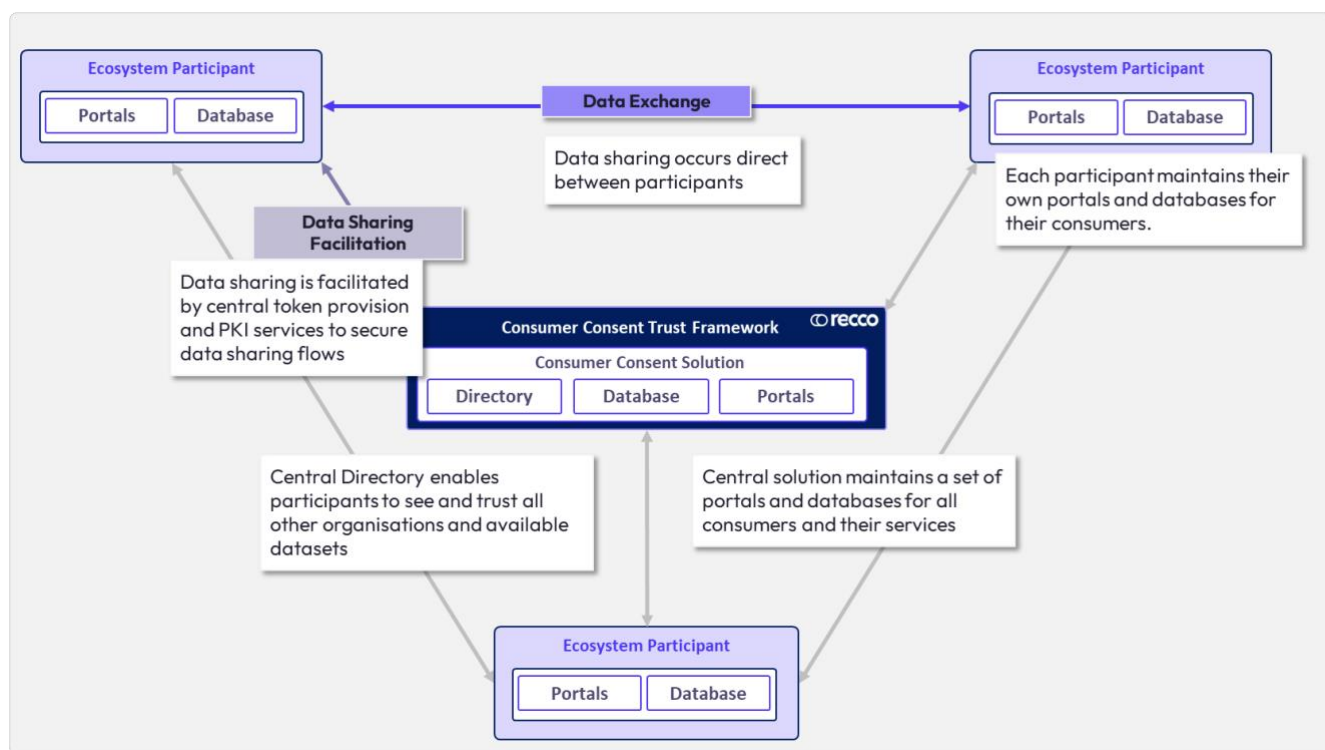 Ecosystem Participant
Portals
Database
Data Exchange
Ecosystem Participant
Portals
Database
Data sharing occurs direct
between participants
Each participant maintains their
own portals and databases for
their consumers.
Data Sharing
Facilitation
Data sharing is facilitated
by central token provision
and PKI services to secure
data sharing flows
Consumer Consent Trust Framework
recco
Consumer Consent Solution
Directory
Database
Portals
Central Directory enables
participants to see and trust all
other organisations and available
datasets
Central solution maintains a set of
portals and databases for all
consumers and their services
Ecosystem Participant
Portals
Database